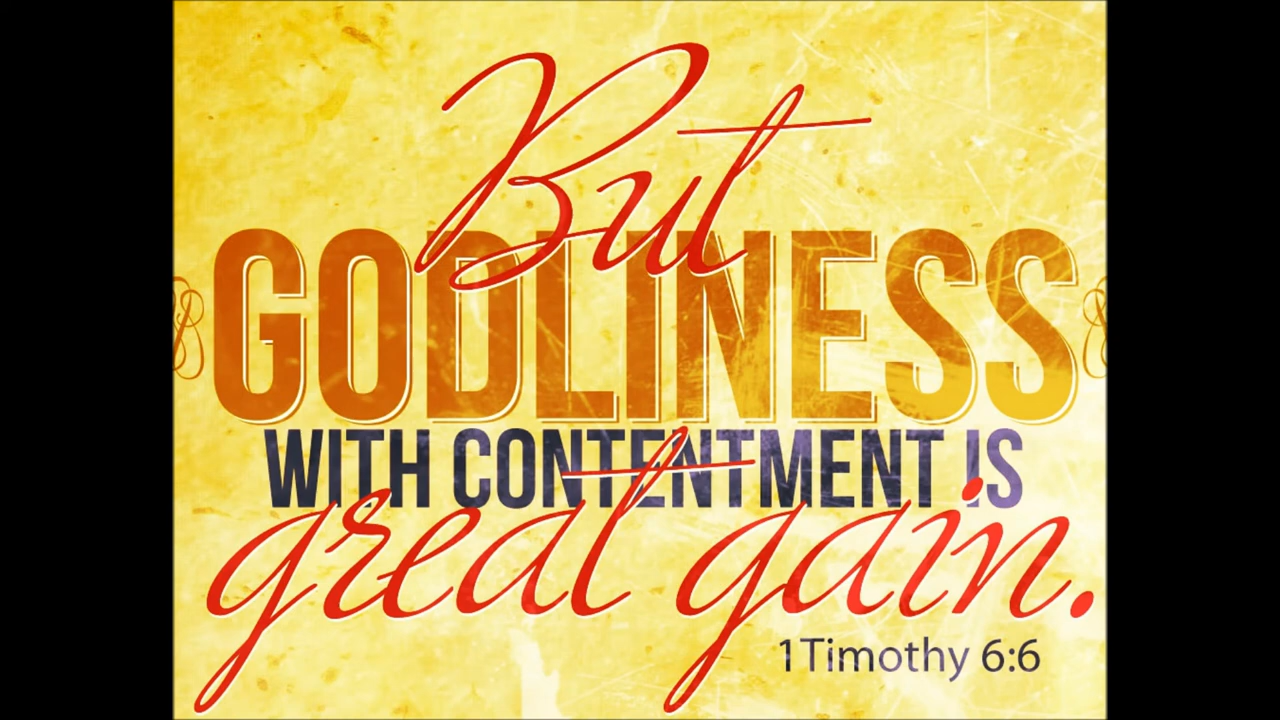 But
GODLINESS
WITH CONTENTMENT IS
great gain.
1Timothy 6:6